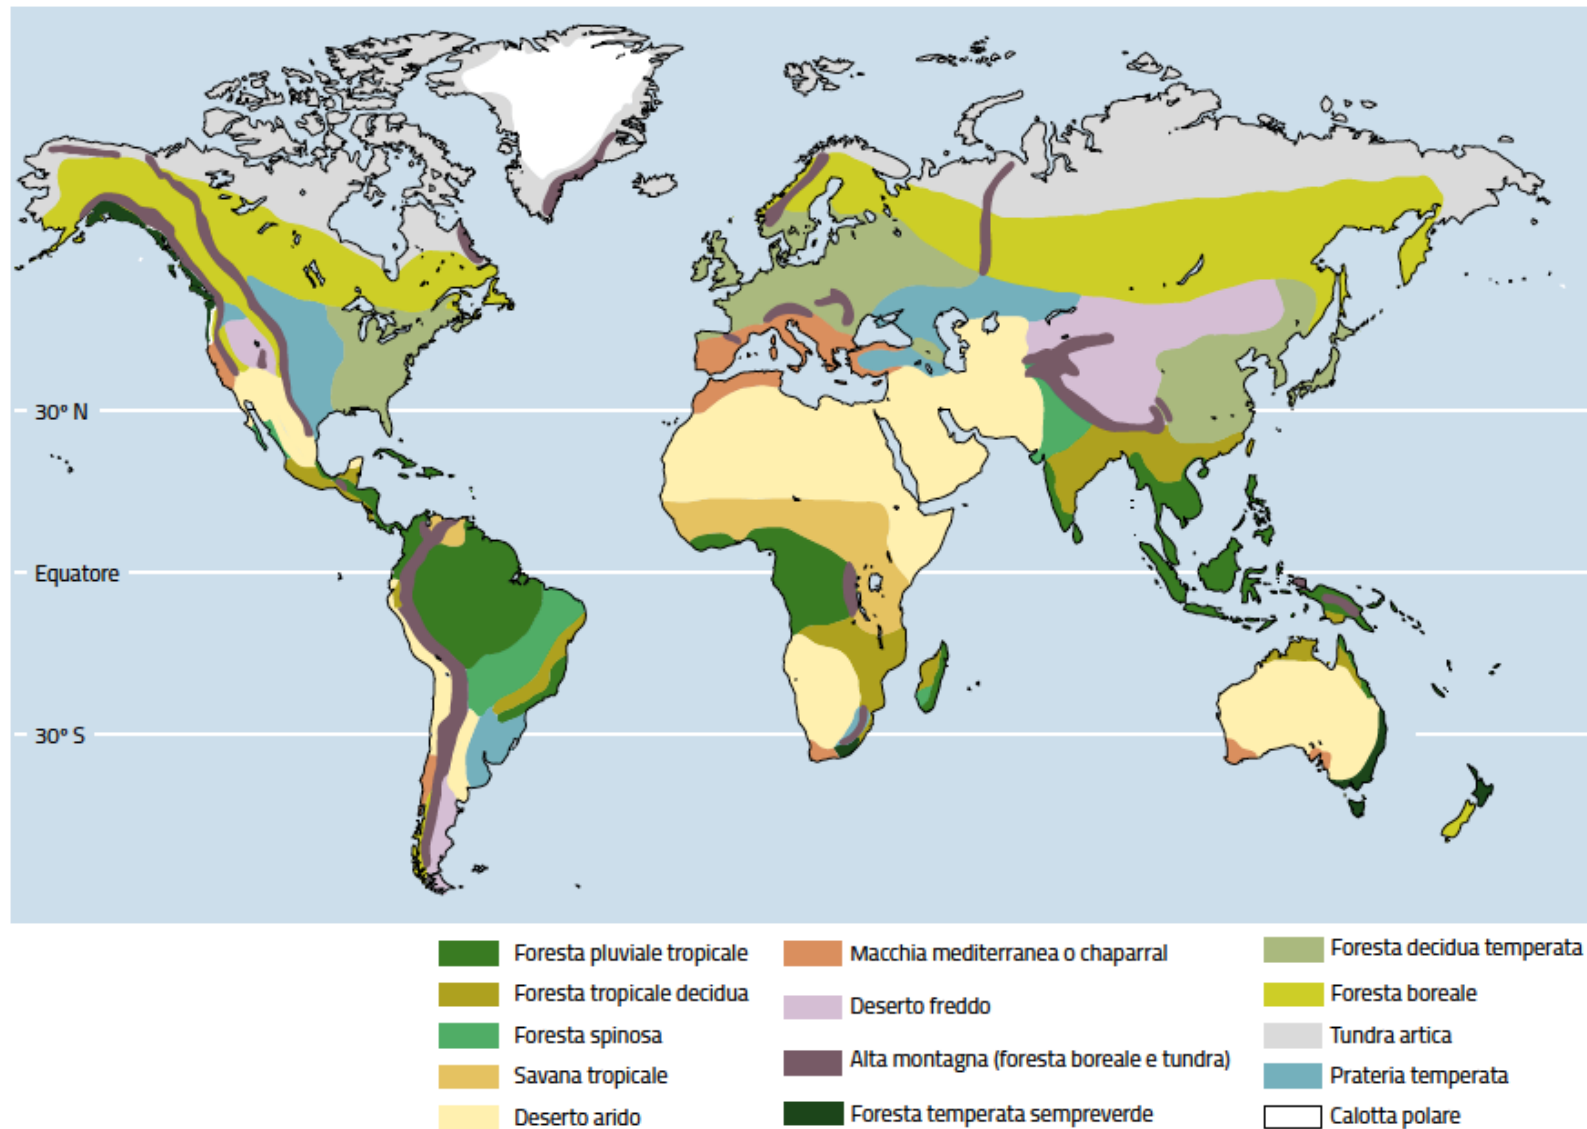 30° N
Equatore
30° S
Foresta pluviale tropicale
Foresta tropicale decidua
Foresta spinosa
Savana tropicale
Deserto arido
Macchia mediterranea o chaparral
Deserto freddo
Alta montagna (foresta boreale e tundra)
Foresta temperata sempreverde
Foresta decidua temperata
Foresta boreale
Tundra artica
Prateria temperata
Calotta polare